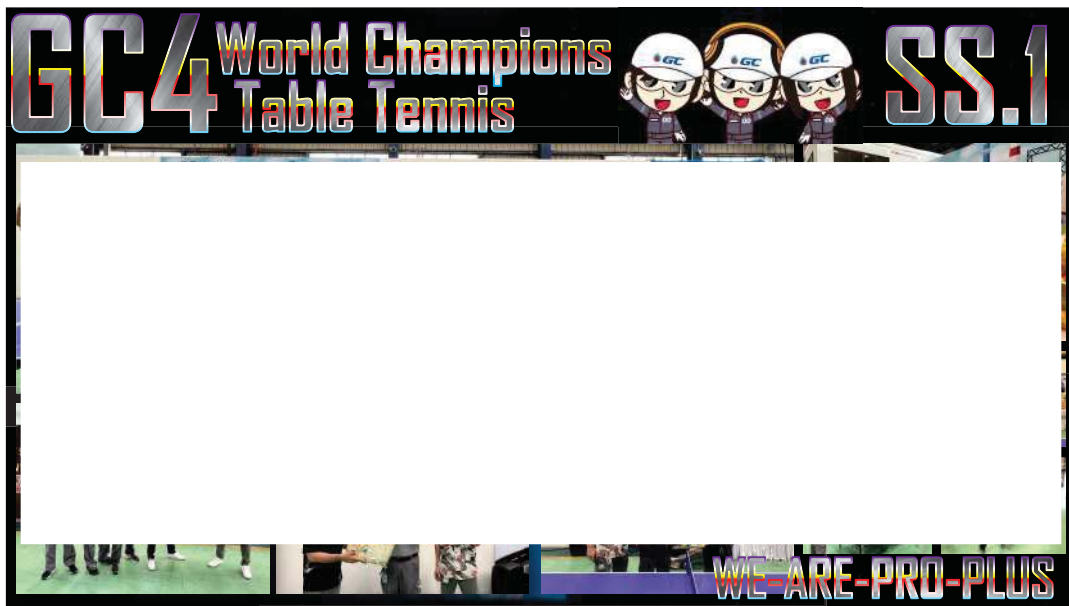 GC4 World Champions SS.1
Table Tennis
GC GC GC
WE-ARE-PRO-PLUS